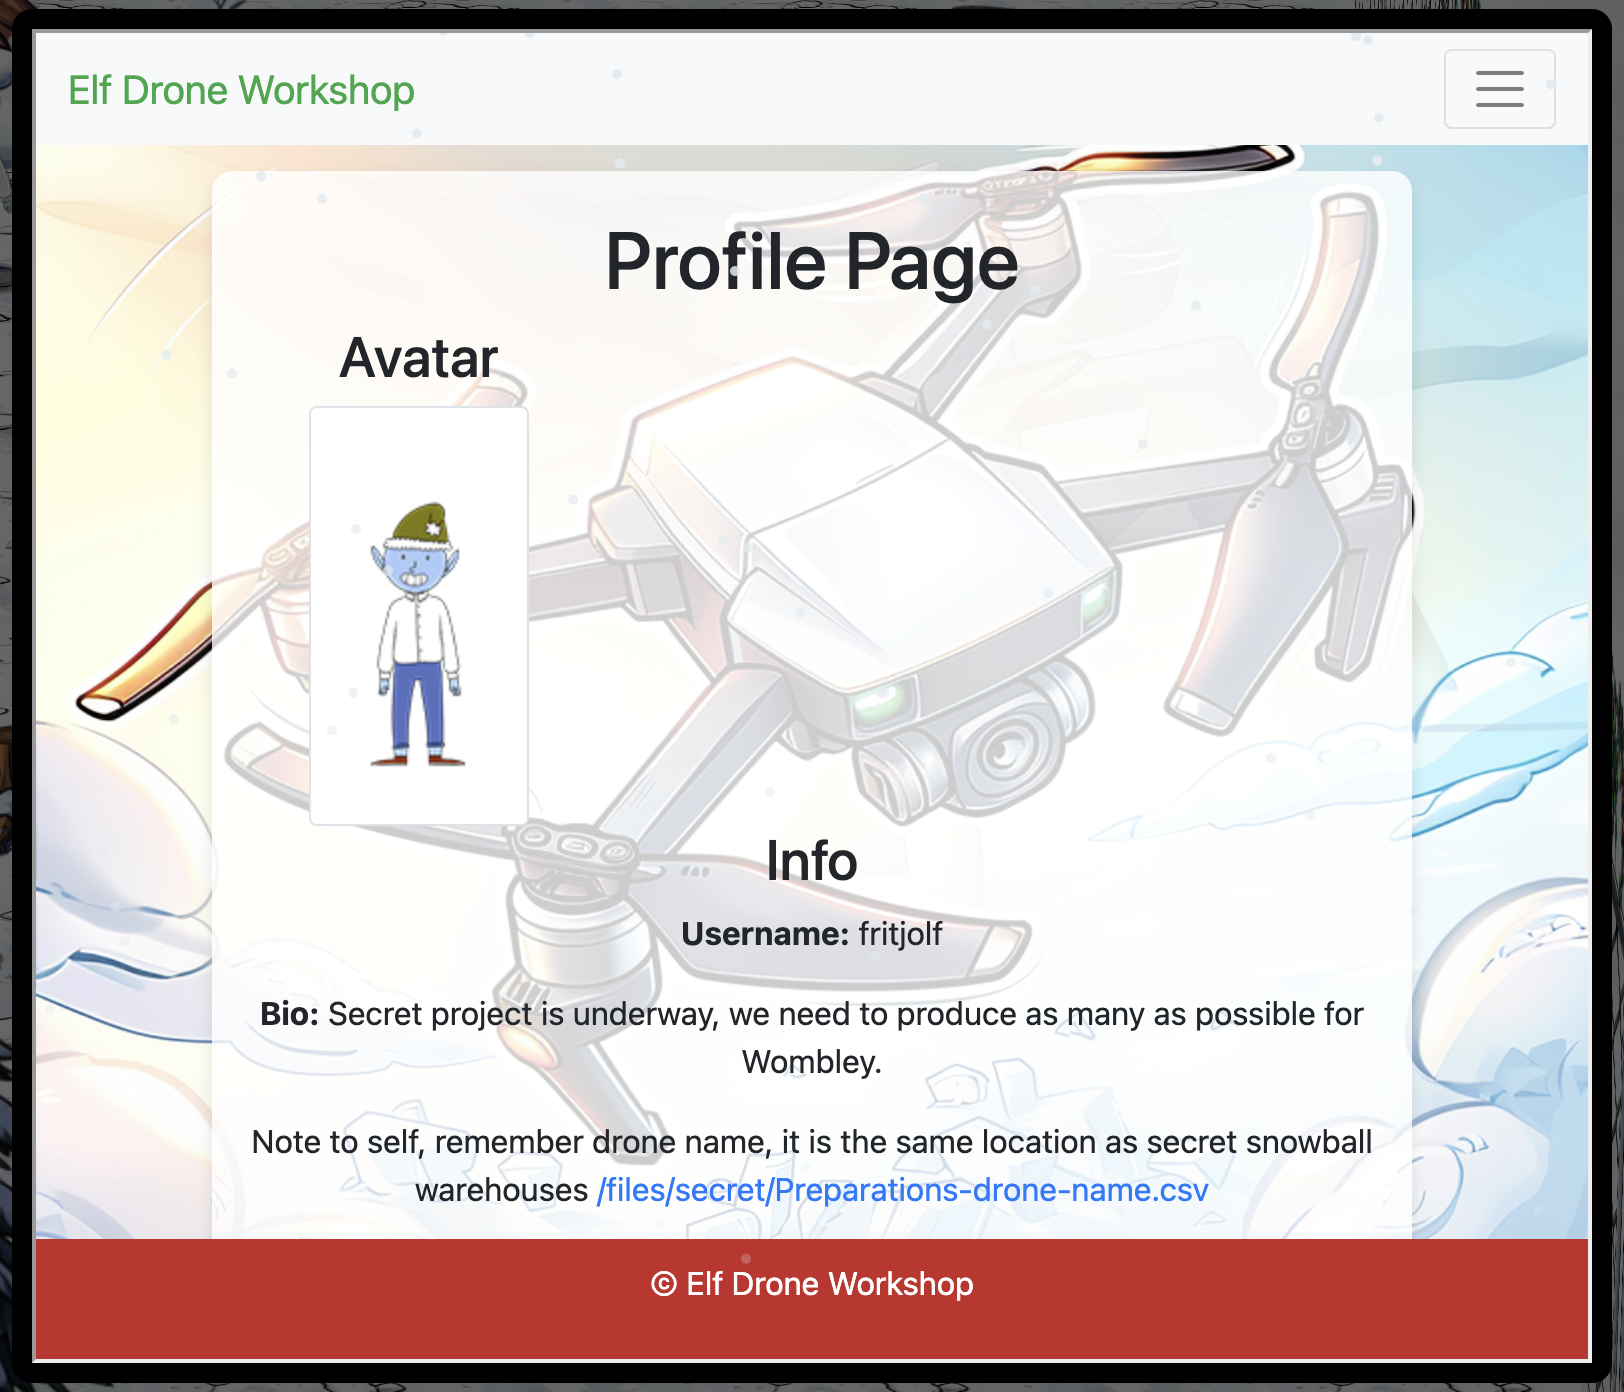 Elf Drone Workshop
Profile Page
Avatar
Info
Username: fritjolf
Bio: Secret project is underway, we need to produce as many as possible for
Wombley.
Note to self, remember drone name, it is the same location as secret snowball
warehouses /files/secret/Preparations-drone-name.csv
© Elf Drone Workshop